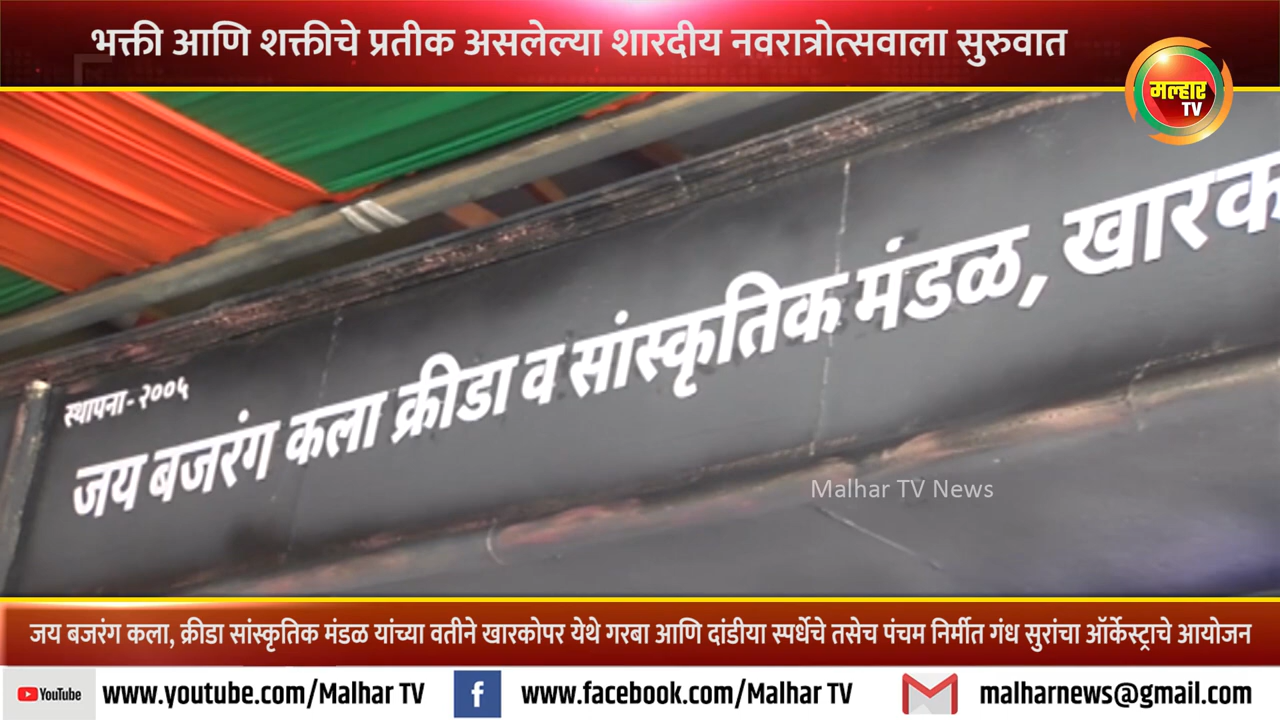 भक्ती आणि शक्तीचे प्रतीक असलेल्या शारदीय नवरात्रोत्सवाला सुरुवात
मल्हार
TV
स्थापना- २००५
जय बजरंग कला क्रीडा व सांस्कृतिक मंडळ, खारक
Malhar TV News
जय बजरंग कला, क्रीडा सांस्कृतिक मंडळ यांच्या वतीने खारकोपर येथे गरबा आणि दांडीया स्पर्धेचे तसेच पंचम निर्मीत गंध सुरांचा ऑर्केस्ट्राचे आयोजन
YouTube www.youtube.com/Malhar TV f www.facebook.com/Malhar TV malharnews@gmail.com